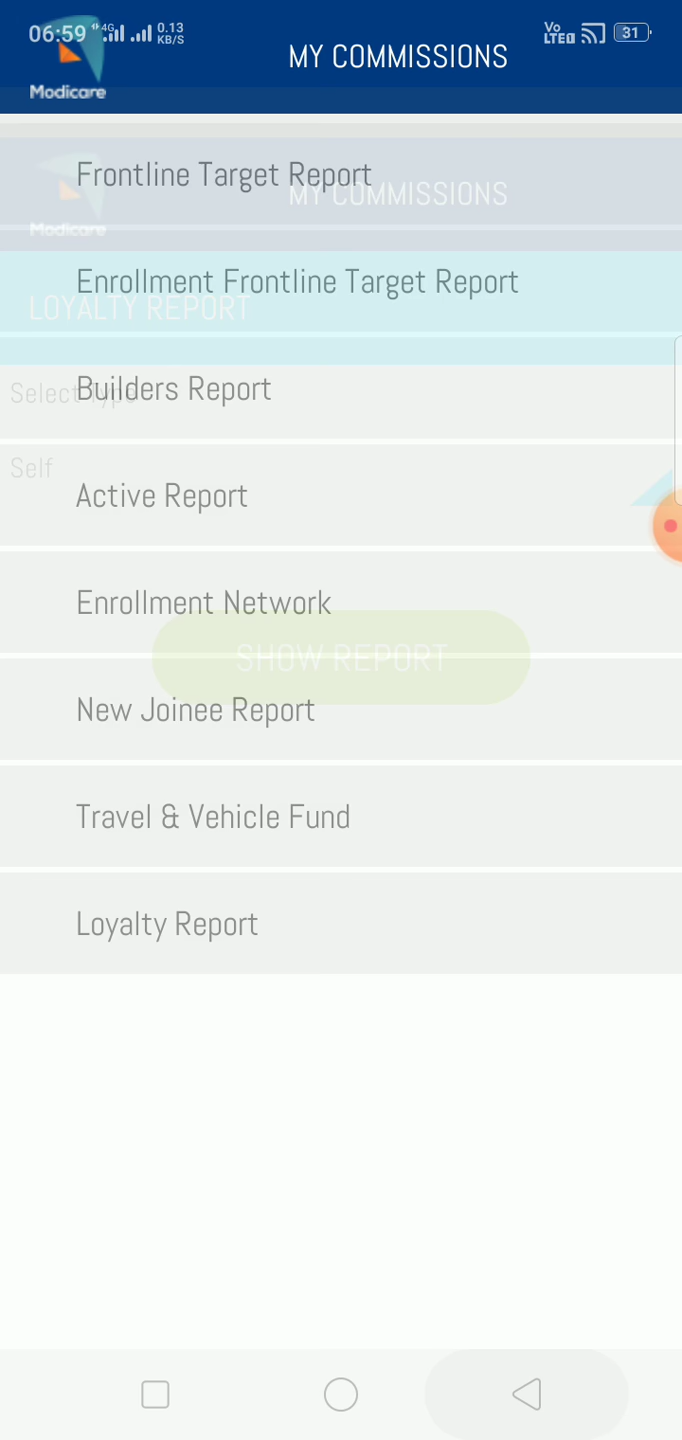 06:59 4G 0.13 KB/S Vo LTE 31
MY COMMISSIONS
Modicare
Frontline Target Report
MY COMMISSIONS
Modicare
Enrollment Frontline Target Report
LOYALTY REPORT
Builders Report
Select Type
Self
Active Report
Enrollment Network
SHOW REPORT
New Joinee Report
Travel & Vehicle Fund
Loyalty Report